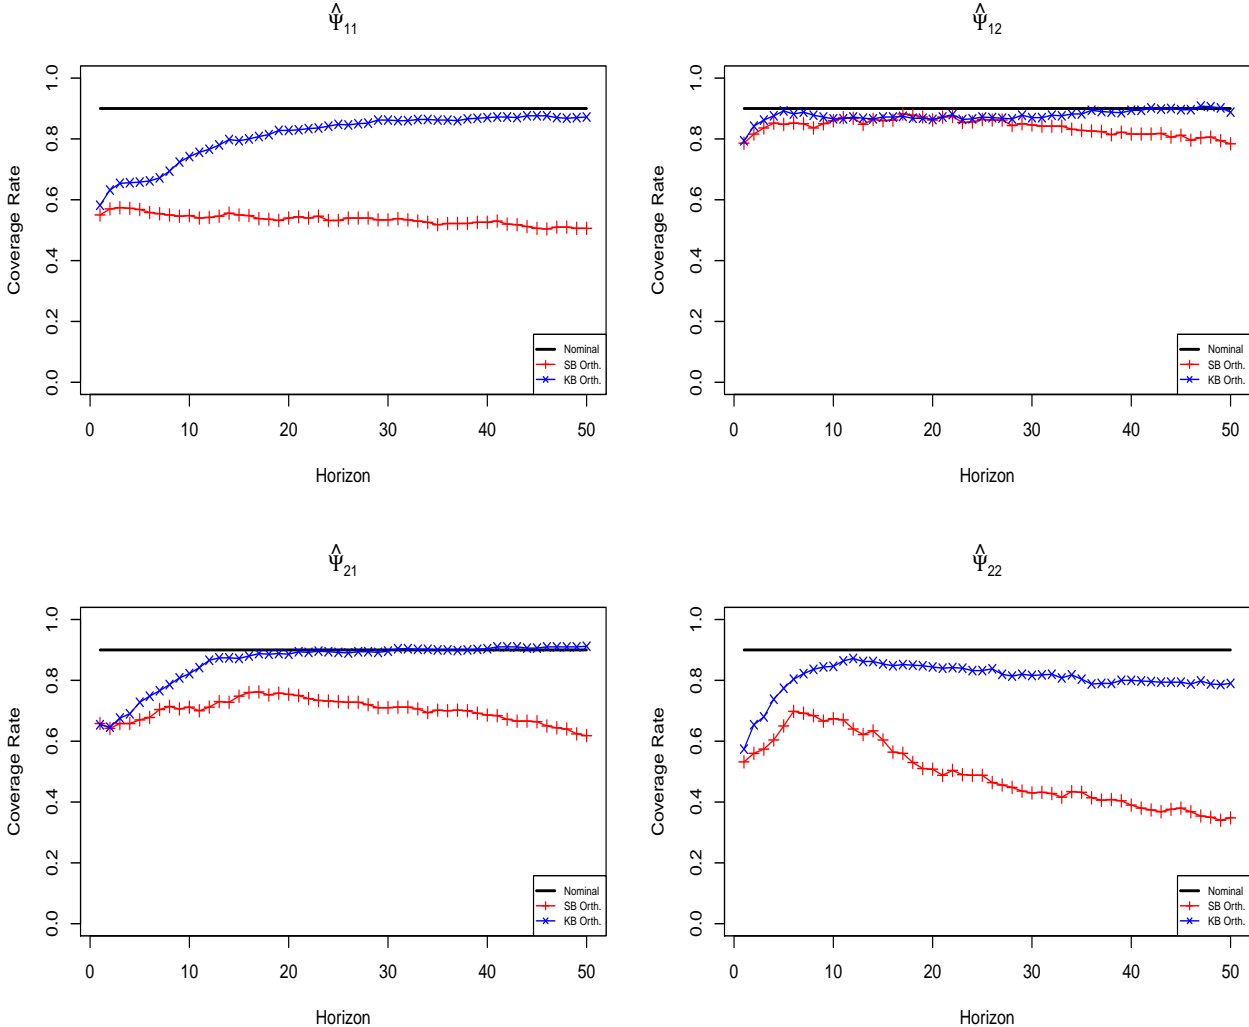 Ψ̂11
1.0
0.8
0.6
0.4
0.2
0.0
Coverage Rate
Nominal
SB Orth.
KB Orth.
0 10 20 30 40 50
Horizon
Ψ̂12
1.0
0.8
0.6
0.4
0.2
0.0
Coverage Rate
Nominal
SB Orth.
KB Orth.
0 10 20 30 40 50
Horizon
Ψ̂21
1.0
0.8
0.6
0.4
0.2
0.0
Coverage Rate
Nominal
SB Orth.
KB Orth.
0 10 20 30 40 50
Horizon
Ψ̂22
1.0
0.8
0.6
0.4
0.2
0.0
Coverage Rate
Nominal
SB Orth.
KB Orth.
0 10 20 30 40 50
Horizon